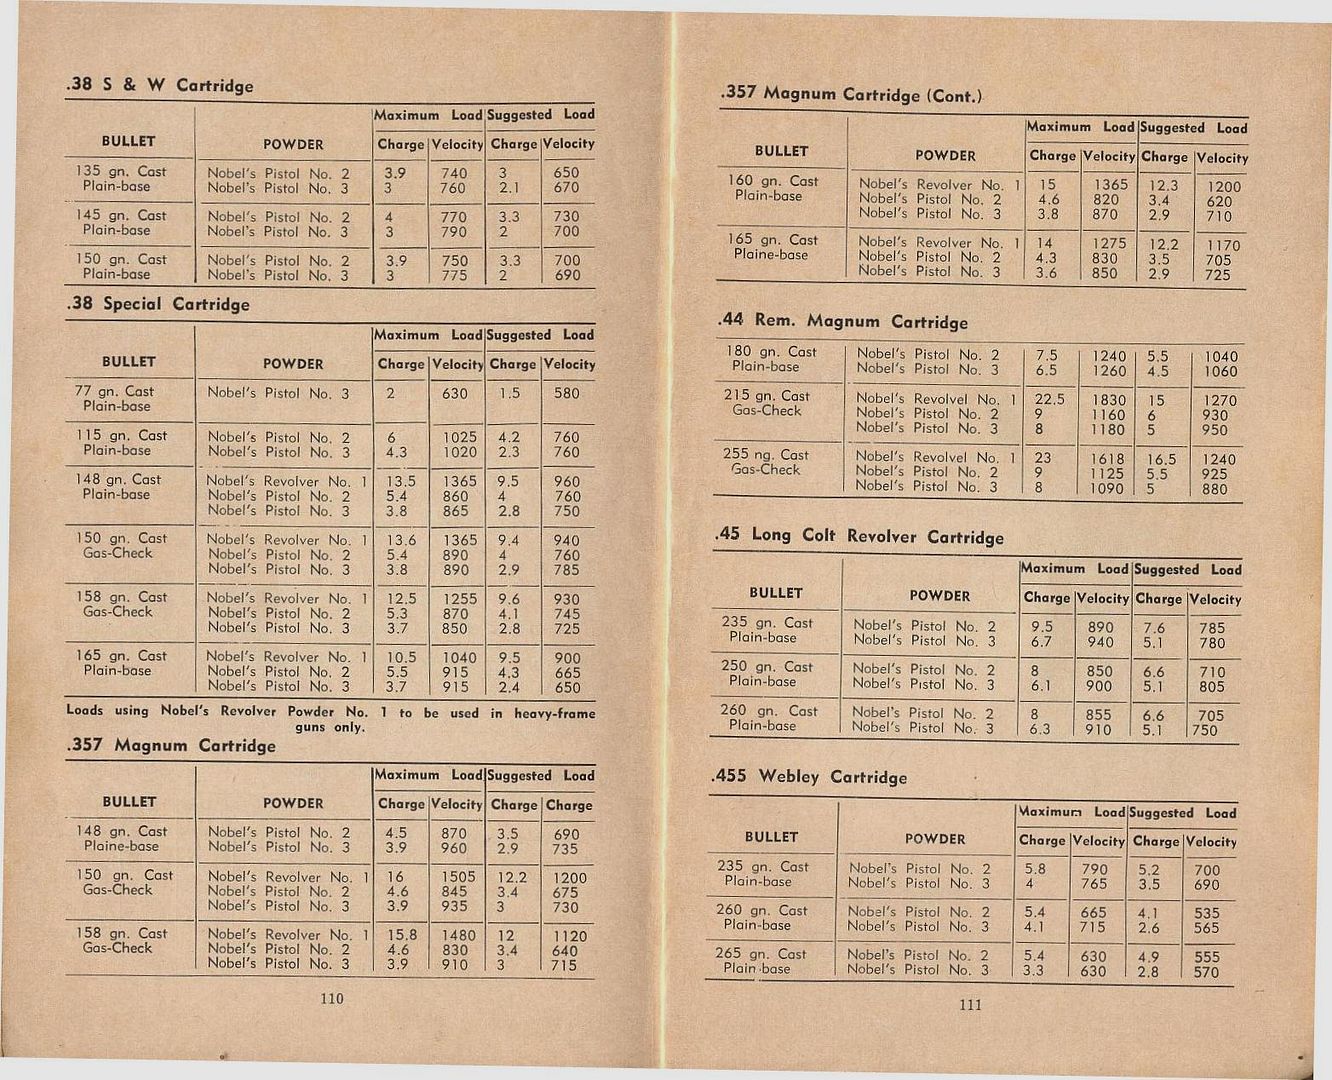 .38 S & W Cartridge
Maximum Load Suggested Load
BULLET POWDER Charge Velocity Charge Velocity
135 gn. Cast Nobel's Pistol No. 2 3.9 740 3 650
Plain-base Nobel's Pistol No. 3 3 760 2.1 670
145 gn. Cast Nobel's Pistol No. 2 4 770 3.3 730
Plain-base Nobel's Pistol No. 3 3 790 2 700
150 gn. Cast Nobel's Pistol No. 2 3.9 750 3.3 700
Plain-base Nobel's Pistol No. 3 3 775 2 690
.38 Special Cartridge
Maximum Load Suggested Load
BULLET POWDER Charge Velocity Charge Velocity
77 gn. Cast Nobel's Pistol No. 3 2 630 1.5 580
Plain-base
115 gn. Cast Nobel's Pistol No. 2 6 1025 4.2 760
Plain-base Nobel's Pistol No. 3 4.3 1020 2.3 760
148 gn. Cast Nobel's Revolver No. 1 13.5 1365 9.5 960
Plain-base Nobel's Pistol No. 2 5.4 860 4 760
Nobel's Pistol No. 3 3.8 865 2.8 750
150 gn. Cast Nobel's Revolver No. 1 13.6 1365 9.4 940
Gas-Check Nobel's Pistol No. 2 5.4 890 4 760
Nobel's Pistol No. 3 3.8 890 2.9 785
158 gn. Cast Nobel's Revolver No. 1 12.5 1255 9.6 930
Gas-Check Nobel's Pistol No. 2 5.3 870 4.1 745
Nobel's Pistol No. 3 3.7 850 2.8 725
165 gn. Cast Nobel's Revolver No. 1 10.5 1040 9.5 900
Plain-base Nobel's Pistol No. 2 5.5 915 4.3 665
Nobel's Pistol No. 3 3.7 915 2.4 650
Loads using Nobel's Revolver Powder No. 1 to be used in heavy-frame
guns only.
.357 Magnum Cartridge
Maximum Load Suggested Load
BULLET POWDER Charge Velocity Charge Charge
148 gn. Cast Nobel's Pistol No. 2 4.5 870 3.5 690
Plaine-base Nobel's Pistol No. 3 3.9 960 2.9 735
150 gn. Cast Nobel's Revolver No. 1 16 1505 12.2 1200
Gas-Check Nobel's Pistol No. 2 4.6 845 3.4 675
Nobel's Pistol No. 3 3.9 935 3 730
158 gn. Cast Nobel's Revolver No. 1 15.8 1480 12 1120
Gas-Check Nobel's Pistol No. 2 4.6 830 3.4 640
Nobel's Pistol No. 3 3.9 910 3 715
110
.357 Magnum Cartridge (Cont.)
Maximum Load Suggested Load
BULLET POWDER Charge Velocity Charge Velocity
160 gn. Cast Nobel's Revolver No. 1 15 1365 12.3 1200
Plain-base Nobel's Pistol No. 2 4.6 820 3.4 620
Nobel's Pistol No. 3 3.8 870 2.9 710
165 gn. Cast Nobel's Revolver No. 1 14 1275 12.2 1170
Plaine-base Nobel's Pistol No. 2 4.3 830 3.5 705
Nobel's Pistol No. 3 3.6 850 2.9 725
.44 Rem. Magnum Cartridge
180 gn. Cast Nobel's Pistol No. 2 7.5 1240 5.5 1040
Plain-base Nobel's Pistol No. 3 6.5 1260 4.5 1060
215 gn. Cast Nobel's Revolvel No. 1 22.5 1830 15 1270
Gas-Check Nobel's Pistol No. 2 9 1160 6 930
Nobel's Pistol No. 3 8 1180 5 950
255 ng. Cast Nobel's Revolvel No. 1 23 1618 16.5 1240
Gas-Check Nobel's Pistol No. 2 9 1125 5.5 925
Nobel's Pistol No. 3 8 1090 5 880
.45 Long Colt Revolver Cartridge
Maximum Load Suggested Load
BULLET POWDER Charge Velocity Charge Velocity
235 gn. Cast Nobel's Pistol No. 2 9.5 890 7.6 785
Plain-base Nobel's Pistol No. 3 6.7 940 5.1 780
250 gn. Cast Nobel's Pistol No. 2 8 850 6.6 710
Plain-base Nobel's Pistol No. 3 6.1 900 5.1 805
260 gn. Cast Nobel's Pistol No. 2 8 855 6.6 705
Plain-base Nobel's Pistol No. 3 6.3 910 5.1 750
.455 Webley Cartridge
Maximum Load Suggested Load
BULLET POWDER Charge Velocity Charge Velocity
235 gn. Cast Nobel's Pistol No. 2 5.8 790 5.2 700
Plain-base Nobel's Pistol No. 3 4 765 3.5 690
260 gn. Cast Nobel's Pistol No. 2 5.4 665 4.1 535
Plain-base Nobel's Pistol No. 3 4.1 715 2.6 565
265 gn. Cast Nobel's Pistol No. 2 5.4 630 4.9 555
Plain-base Nobel's Pistol No. 3 3.3 630 2.8 570
111